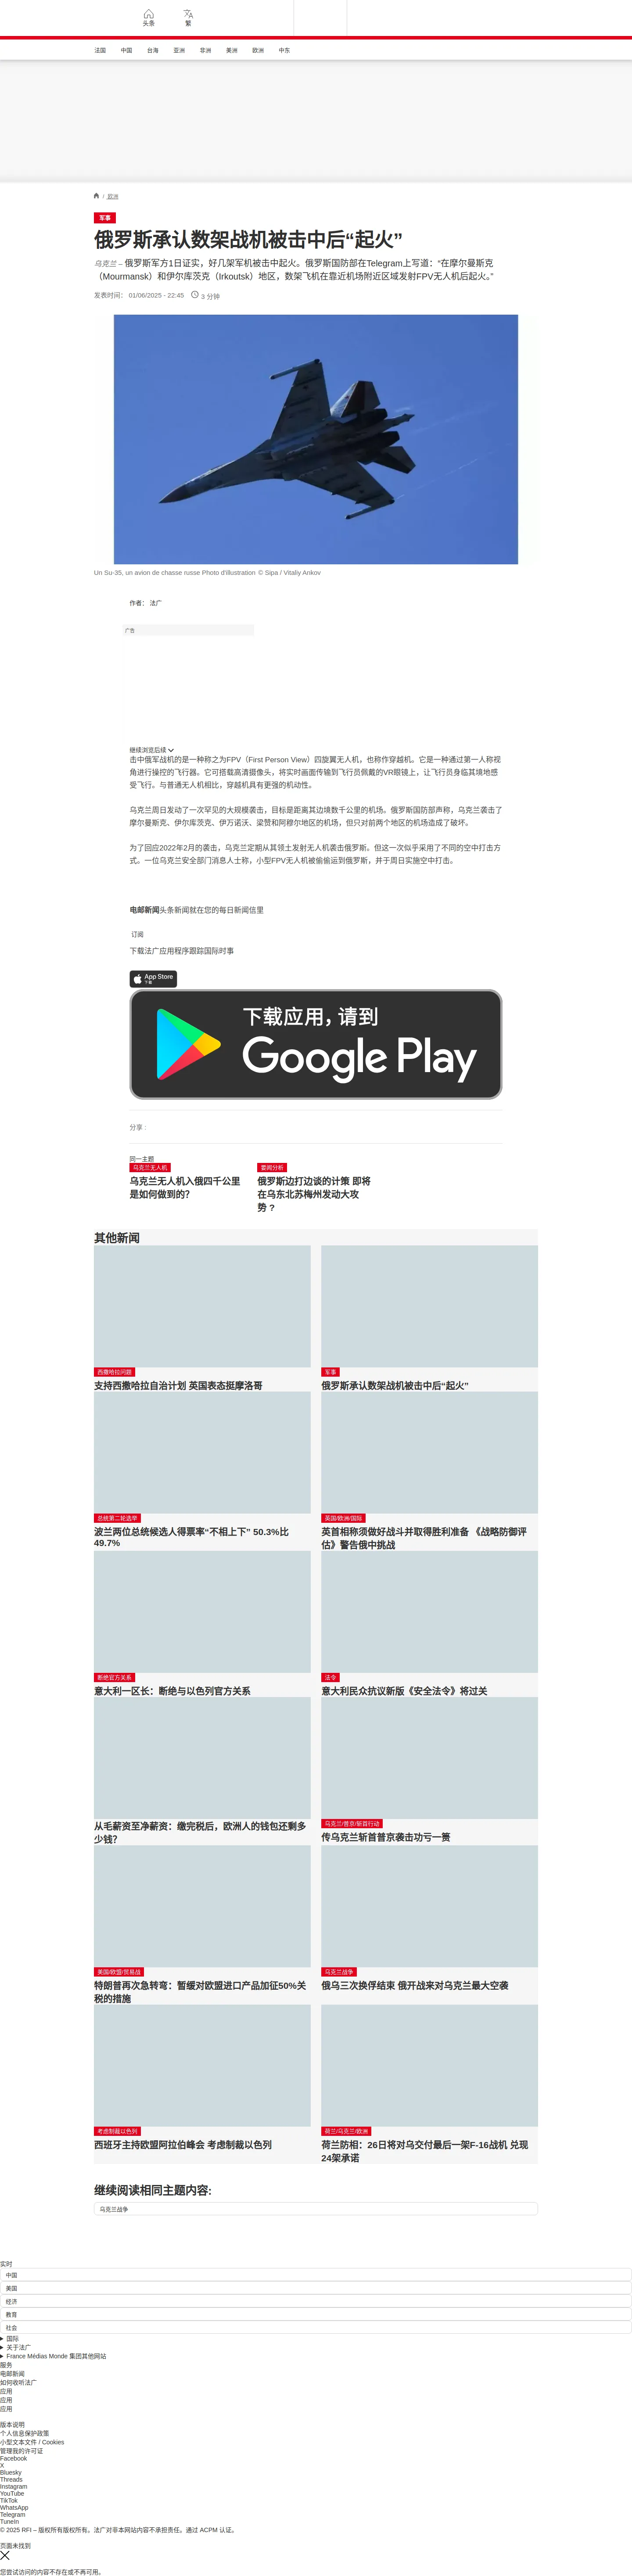 头条
繁
法国 中国 台海 亚洲 非洲 美洲 欧洲 中东
/ 欧洲
军事
俄罗斯承认数架战机被击中后“起火”
乌克兰 – 俄罗斯军方1日证实，好几架军机被击中起火。俄罗斯国防部在Telegram上写道：“在摩尔曼斯克
（Mourmansk）和伊尔库茨克（Irkoutsk）地区，数架飞机在靠近机场附近区域发射FPV无人机后起火。”
发表时间： 01/06/2025 - 22:45 3 分钟
Un Su-35, un avion de chasse russe Photo d'illustration © Sipa / Vitaliy Ankov
作者： 法广
广告
继续浏览后续
击中俄军战机的是一种称之为FPV（First Person View）四旋翼无人机，也称作穿越机。它是一种通过第一人称视
角进行操控的飞行器。它可搭载高清摄像头，将实时画面传输到飞行员佩戴的VR眼镜上，让飞行员身临其境地感
受飞行。与普通无人机相比，穿越机具有更强的机动性。
乌克兰周日发动了一次罕见的大规模袭击，目标是距离其边境数千公里的机场。俄罗斯国防部声称，乌克兰袭击了
摩尔曼斯克、伊尔库茨克、伊万诺沃、梁赞和阿穆尔地区的机场，但只对前两个地区的机场造成了破坏。
为了回应2022年2月的袭击，乌克兰定期从其领土发射无人机袭击俄罗斯。但这一次似乎采用了不同的空中打击方
式。一位乌克兰安全部门消息人士称，小型FPV无人机被偷偷运到俄罗斯，并于周日实施空中打击。
电邮新闻头条新闻就在您的每日新闻信里
订阅
下载法广应用程序跟踪国际时事
App Store
下载
下载应用，请到
Google Play
分享 :
同一主题
乌克兰无人机
乌克兰无人机入俄四千公里
是如何做到的？
要闻分析
俄罗斯边打边谈的计策 即将
在乌东北苏梅州发动大攻
势？
其他新闻
西撒哈拉问题
支持西撒哈拉自治计划 英国表态挺摩洛哥
军事
俄罗斯承认数架战机被击中后“起火”
总统第二轮选举
波兰两位总统候选人得票率“不相上下” 50.3%比
49.7%
英国/欧洲/国际
英首相称须做好战斗并取得胜利准备 《战略防御评
估》警告俄中挑战
断绝官方关系
意大利一区长：断绝与以色列官方关系
法令
意大利民众抗议新版《安全法令》将过关
从毛薪资至净薪资：缴完税后，欧洲人的钱包还剩多
少钱？
乌克兰/普京/斩首行动
传乌克兰斩首普京袭击功亏一篑
美国/欧盟/贸易战
特朗普再次急转弯：暂缓对欧盟进口产品加征50%关
税的措施
乌克兰战争
俄乌三次换俘结束 俄开战来对乌克兰最大空袭
考虑制裁以色列
西班牙主持欧盟阿拉伯峰会 考虑制裁以色列
荷兰/乌克兰/欧洲
荷兰防相：26日将对乌交付最后一架F-16战机 兑现
24架承诺
继续阅读相同主题内容:
乌克兰战争
实时
中国
美国
经济
教育
社会
国际
关于法广
France Médias Monde 集团其他网站
服务
电邮新闻
如何收听法广
应用
应用
应用
版本说明
个人信息保护政策
小型文本文件 / Cookies
管理我的许可证
Facebook
X
Bluesky
Threads
Instagram
YouTube
TikTok
WhatsApp
Telegram
TuneIn
© 2025 RFI – 版权所有版权所有。法广对非本网站内容不承担责任。通过 ACPM 认证。
页面未找到
您尝试访问的内容不存在或不再可用。